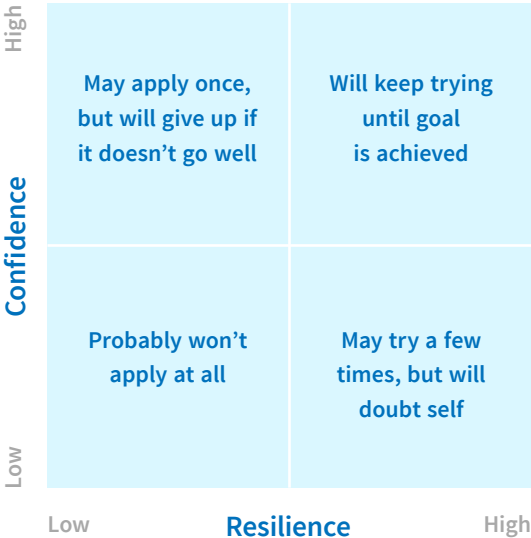 High
May apply once,
but will give up if
it doesn’t go well
Will keep trying
until goal
is achieved
Confidence
Probably won’t
apply at all
May try a few
times, but will
doubt self
Low
Low
Resilience
High